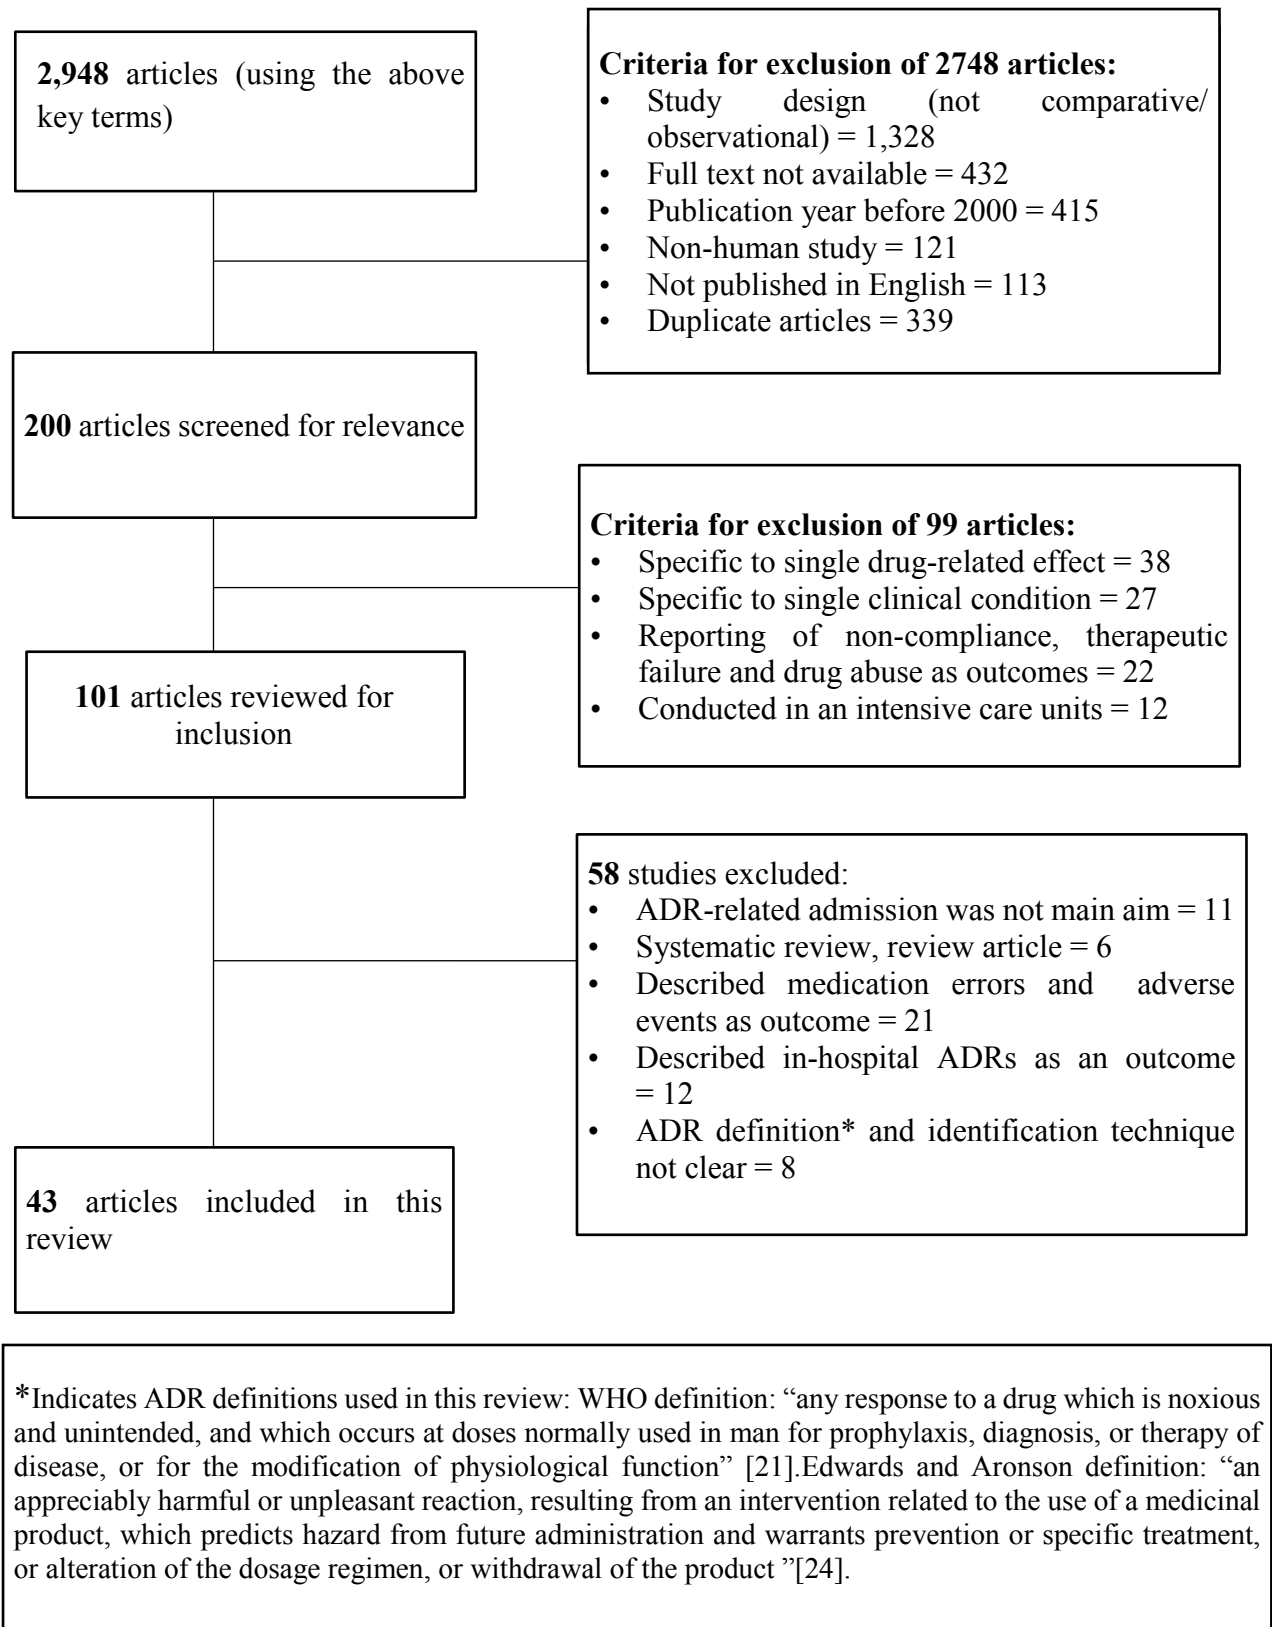 2,948 articles (using the above
key terms)
Criteria for exclusion of 2748 articles:
• Study design (not comparative/
observational) = 1,328
• Full text not available = 432
• Publication year before 2000 = 415
• Non-human study = 121
• Not published in English = 113
• Duplicate articles = 339
200 articles screened for relevance
Criteria for exclusion of 99 articles:
• Specific to single drug-related effect = 38
• Specific to single clinical condition = 27
• Reporting of non-compliance, therapeutic
failure and drug abuse as outcomes = 22
• Conducted in an intensive care units = 12
101 articles reviewed for
inclusion
58 studies excluded:
• ADR-related admission was not main aim = 11
• Systematic review, review article = 6
• Described medication errors and adverse
events as outcome = 21
• Described in-hospital ADRs as an outcome
= 12
• ADR definition* and identification technique
not clear = 8
43 articles included in this
review
*Indicates ADR definitions used in this review: WHO definition: “any response to a drug which is noxious
and unintended, and which occurs at doses normally used in man for prophylaxis, diagnosis, or therapy of
disease, or for the modification of physiological function” [21].Edwards and Aronson definition: “an
appreciably harmful or unpleasant reaction, resulting from an intervention related to the use of a medicinal
product, which predicts hazard from future administration and warrants prevention or specific treatment,
or alteration of the dosage regimen, or withdrawal of the product ”[24].